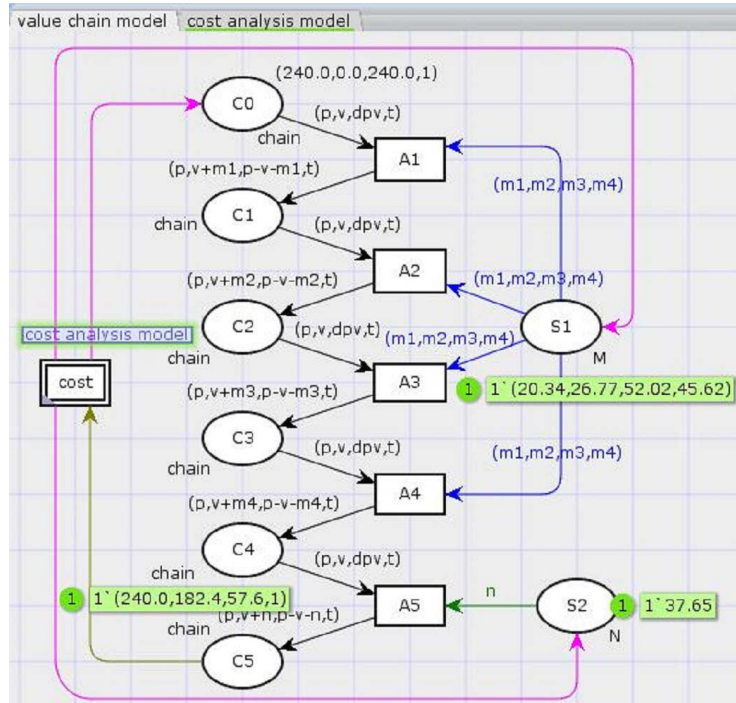 value chain model cost analysis model
(240.0,0.0,240.0,1)
C0
(p,v,dpv,t)
chain
A1
(p,v+m1,p-v-m1,t)
(m1,m2,m3,m4)
C1
(p,v,dpv,t)
chain
A2
(p,v+m2,p-v-m2,t)
(m1,m2,m3,m4)
C2
(p,v,dpv,t)
(m1,m2,m3,m4)
S1
cost analysis model
chain
M
cost
A3
1 1`(20.34,26.77,52.02,45.62)
(p,v+m3,p-v-m3,t)
C3
(p,v,dpv,t)
(m1,m2,m3,m4)
chain
A4
(p,v+m4,p-v-m4,t)
C4
(p,v,dpv,t)
chain
n
1 1`(240.0,182.4,57.6,1)
A5
S2
1 1`37.65
(p,v+n,p-v-n,t)
chain
N
C5